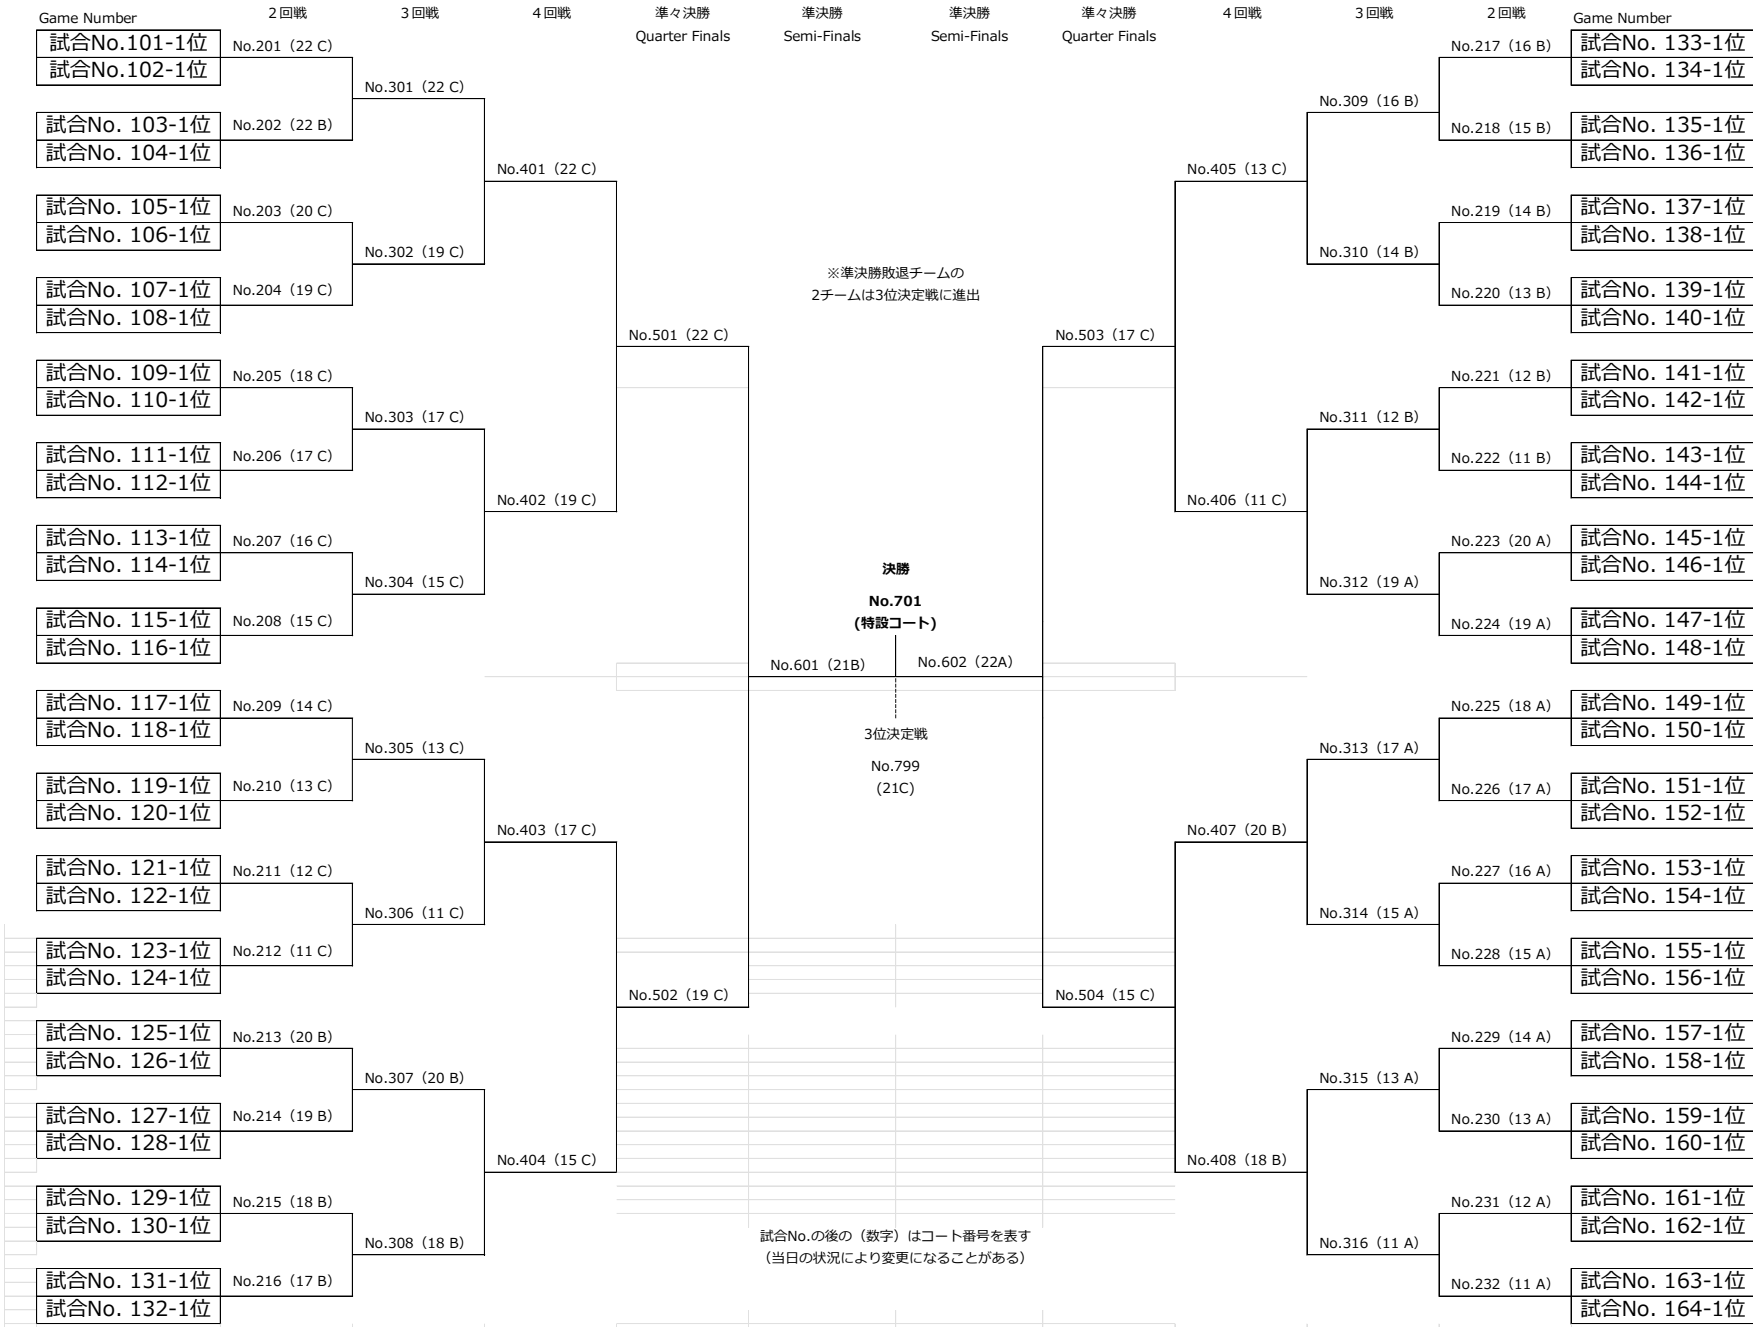 Game Number
2回戦
3回戦
4回戦
準々決勝
Quarter Finals
準決勝
Semi-Finals
準決勝
Semi-Finals
準々決勝
Quarter Finals
4回戦
3回戦
2回戦
Game Number
試合No.101-1位
試合No.102-1位
試合No. 103-1位
試合No. 104-1位
試合No. 105-1位
試合No. 106-1位
試合No. 107-1位
試合No. 108-1位
試合No. 109-1位
試合No. 110-1位
試合No. 111-1位
試合No. 112-1位
試合No. 113-1位
試合No. 114-1位
試合No. 115-1位
試合No. 116-1位
試合No. 117-1位
試合No. 118-1位
試合No. 119-1位
試合No. 120-1位
試合No. 121-1位
試合No. 122-1位
試合No. 123-1位
試合No. 124-1位
試合No. 125-1位
試合No. 126-1位
試合No. 127-1位
試合No. 128-1位
試合No. 129-1位
試合No. 130-1位
試合No. 131-1位
試合No. 132-1位
No.201（22 C）
No.202（22 B）
No.203（20 C）
No.204（19 C）
No.205（18 C）
No.206（17 C）
No.207（16 C）
No.208（15 C）
No.209（14 C）
No.210（13 C）
No.211（12 C）
No.212（11 C）
No.213（20 B）
No.214（19 B）
No.215（18 B）
No.216（17 B）
No.301（22 C）
No.302（19 C）
No.303（17 C）
No.304（15 C）
No.305（13 C）
No.306（11 C）
No.307（20 B）
No.308（18 B）
No.401（22 C）
No.402（19 C）
No.403（17 C）
No.404（15 C）
No.501（22 C）
No.502（19 C）
※準決勝敗退チームの
2チームは3位決定戦に進出
決勝
No.701
(特設コート)
No.601（21B）
No.602（22A）
3位決定戦
No.799
(21C)
試合No.の後の（数字）はコート番号を表す
（当日の状況により変更になることがある）
No.503（17 C）
No.504（15 C）
No.405（13 C）
No.406（11 C）
No.407（20 B）
No.408（18 B）
No.309（16 B）
No.310（14 B）
No.311（12 B）
No.312（19 A）
No.313（17 A）
No.314（15 A）
No.315（13 A）
No.316（11 A）
No.217（16 B）
No.218（15 B）
No.219（14 B）
No.220（13 B）
No.221（12 B）
No.222（11 B）
No.223（20 A）
No.224（19 A）
No.225（18 A）
No.226（17 A）
No.227（16 A）
No.228（15 A）
No.229（14 A）
No.230（13 A）
No.231（12 A）
No.232（11 A）
試合No. 133-1位
試合No. 134-1位
試合No. 135-1位
試合No. 136-1位
試合No. 137-1位
試合No. 138-1位
試合No. 139-1位
試合No. 140-1位
試合No. 141-1位
試合No. 142-1位
試合No. 143-1位
試合No. 144-1位
試合No. 145-1位
試合No. 146-1位
試合No. 147-1位
試合No. 148-1位
試合No. 149-1位
試合No. 150-1位
試合No. 151-1位
試合No. 152-1位
試合No. 153-1位
試合No. 154-1位
試合No. 155-1位
試合No. 156-1位
試合No. 157-1位
試合No. 158-1位
試合No. 159-1位
試合No. 160-1位
試合No. 161-1位
試合No. 162-1位
試合No. 163-1位
試合No. 164-1位